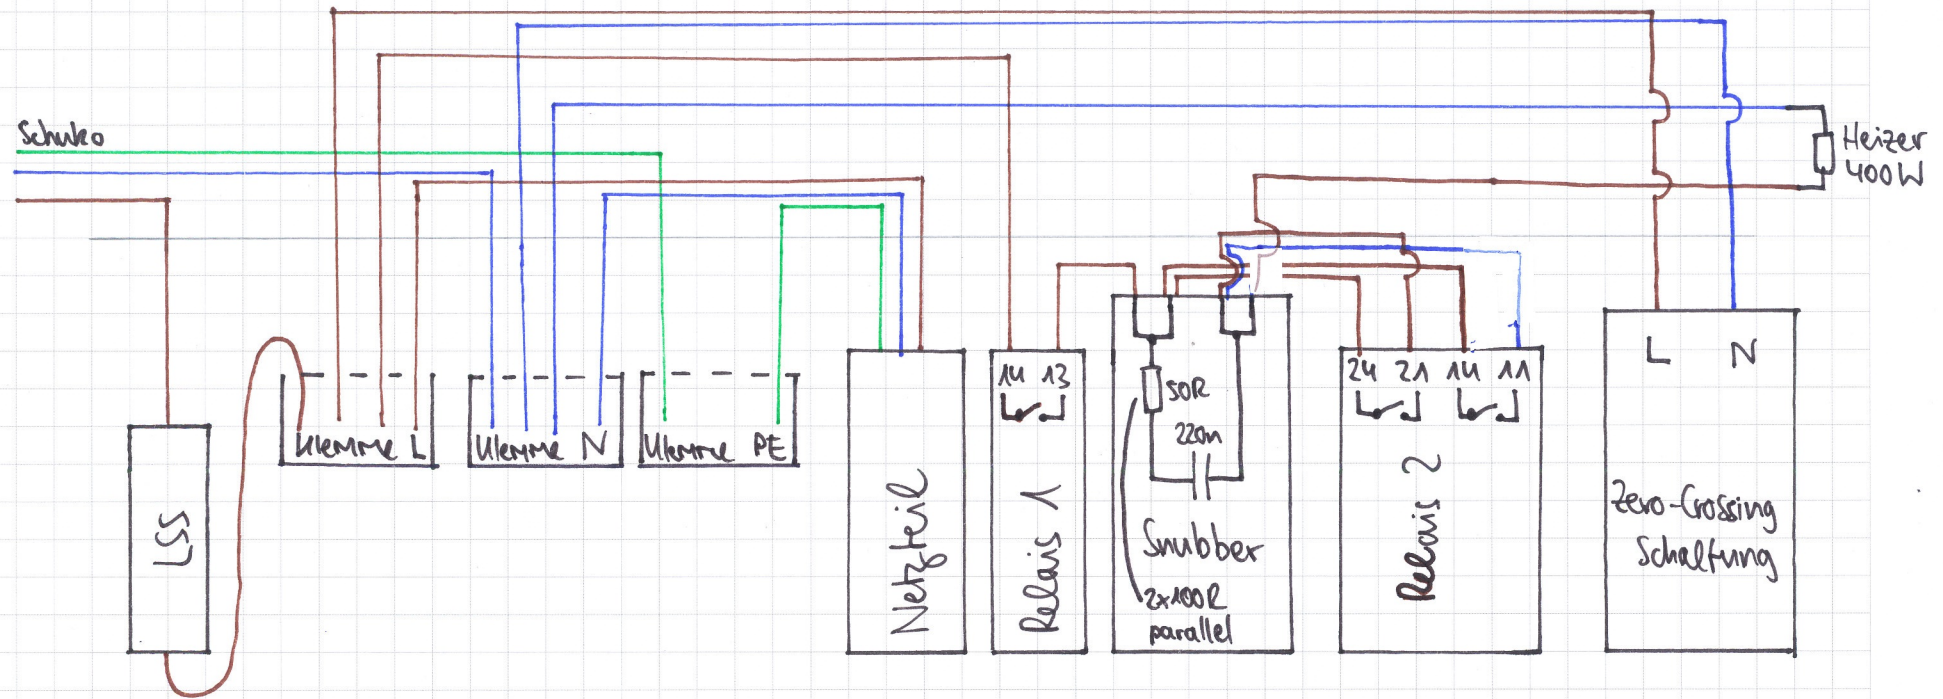 Schuko
Heizer
400W
LSS
Klemme L
Klemme N
Klemme PE
Netzteil
14 13
Relais 1
50R
220n
Snubber
2x100R
parallel
24 21 14 11
Relais 2
L N
Zero-Crossing
Schaltung